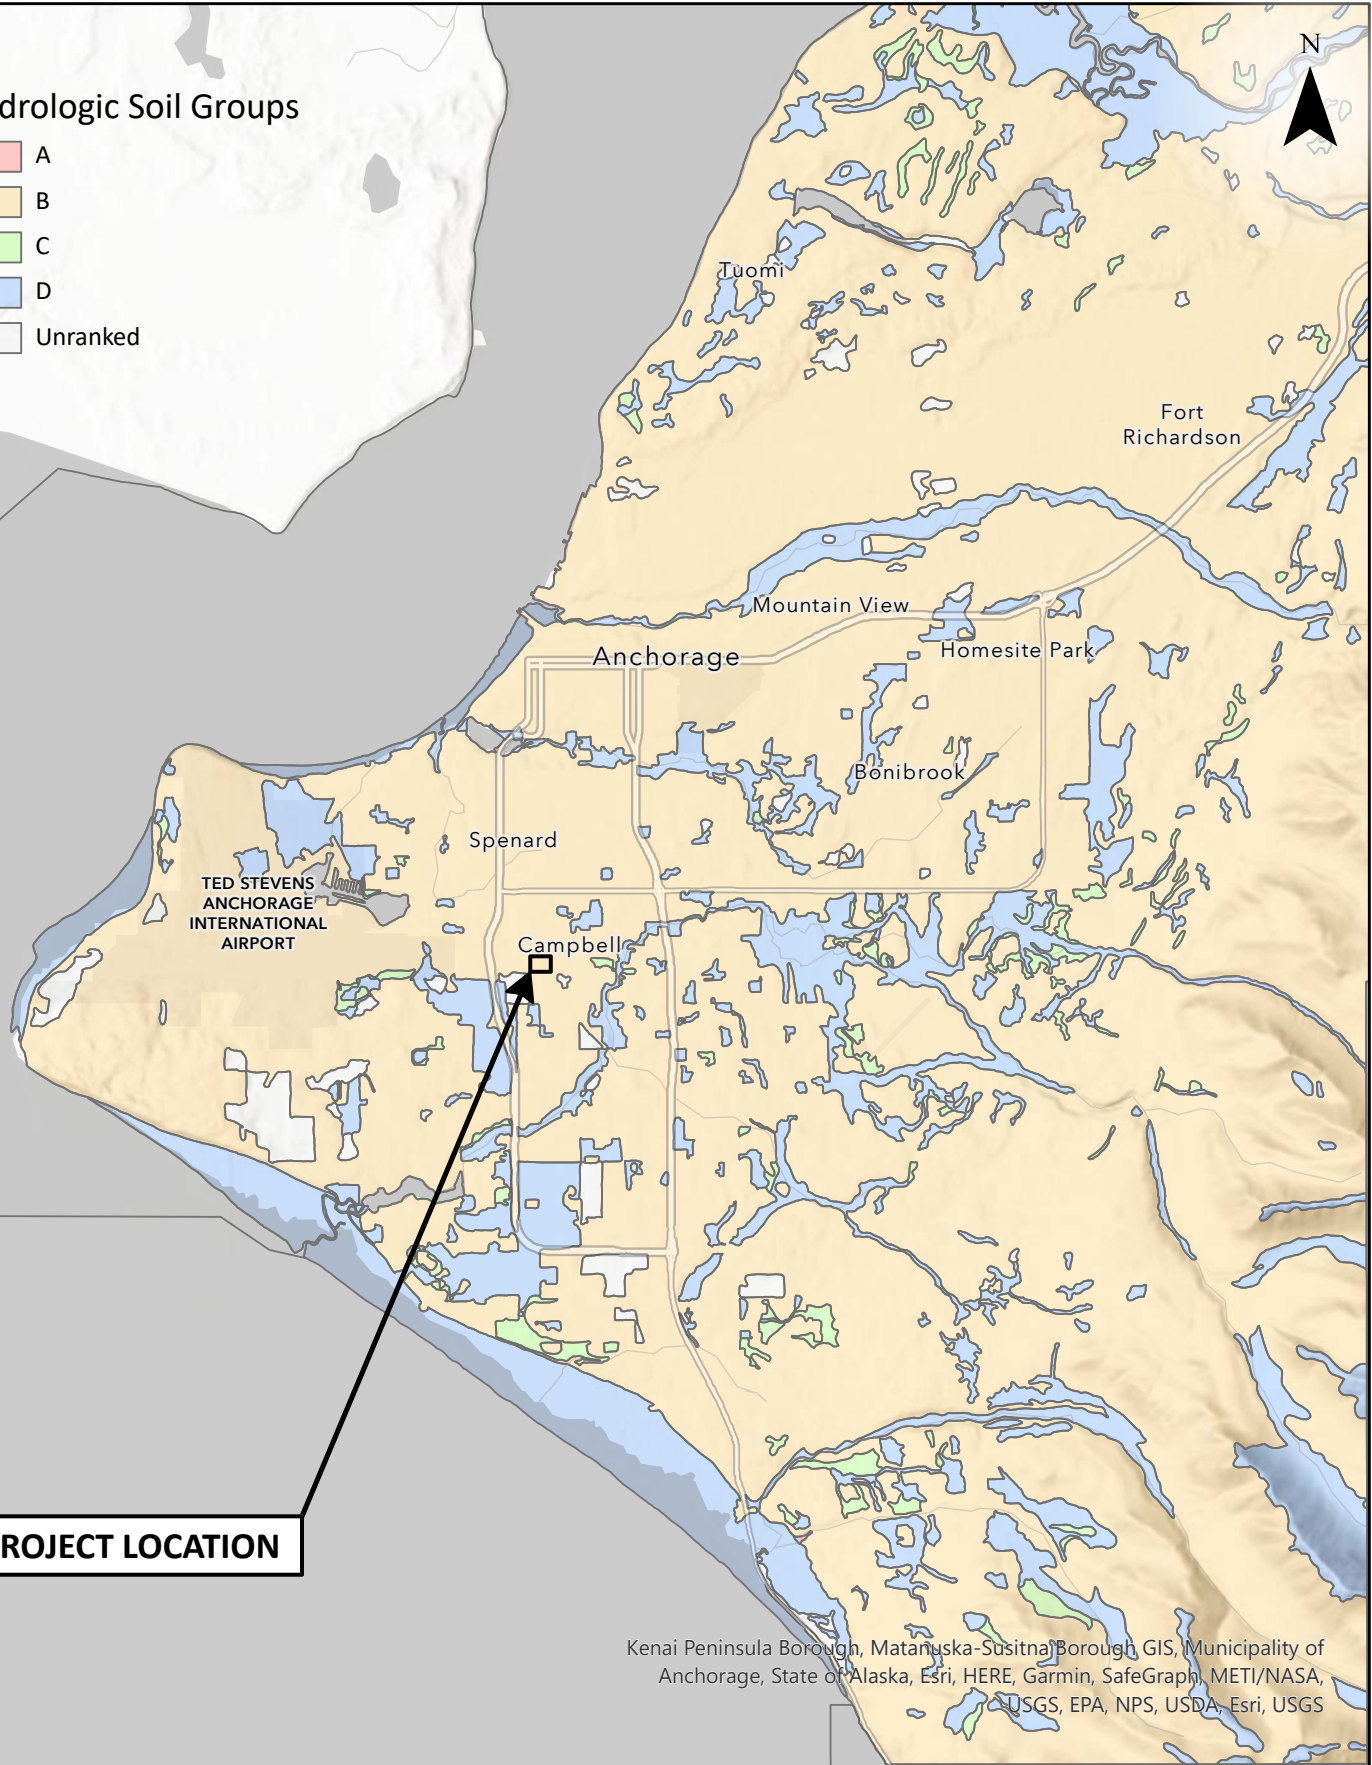 drologic Soil Groups
A
B
C
D
Unranked
N
Tuomi
Fort
Richardson
Mountain View
Anchorage
Homesite Park
Bonibrook
Spenard
TED STEVENS
ANCHORAGE
INTERNATIONAL
AIRPORT
Campbell
ROJECT LOCATION
Kenai Peninsula Borough, Matanuska-Susitna Borough GIS, Municipality of
Anchorage, State of Alaska, Esri, HERE, Garmin, SafeGraph, METI/NASA,
USGS, EPA, NPS, USDA, Esri, USGS